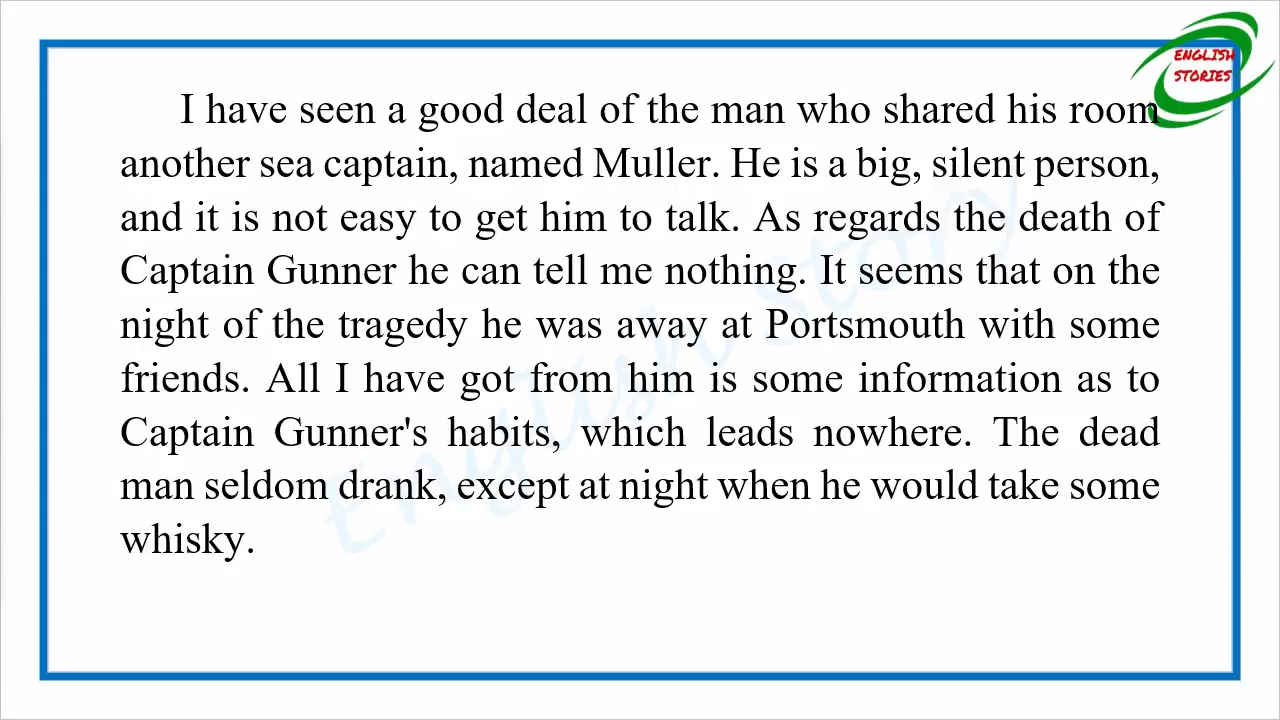 ENGLISH
STORIES
I have seen a good deal of the man who shared his room
another sea captain, named Muller. He is a big, silent person,
and it is not easy to get him to talk. As regards the death of
Captain Gunner he can tell me nothing. It seems that on the
night of the tragedy he was away at Portsmouth with some
friends. All I have got from him is some information as to
Captain Gunner's habits, which leads nowhere. The dead
man seldom drank, except at night when he would take some
whisky.
English Story